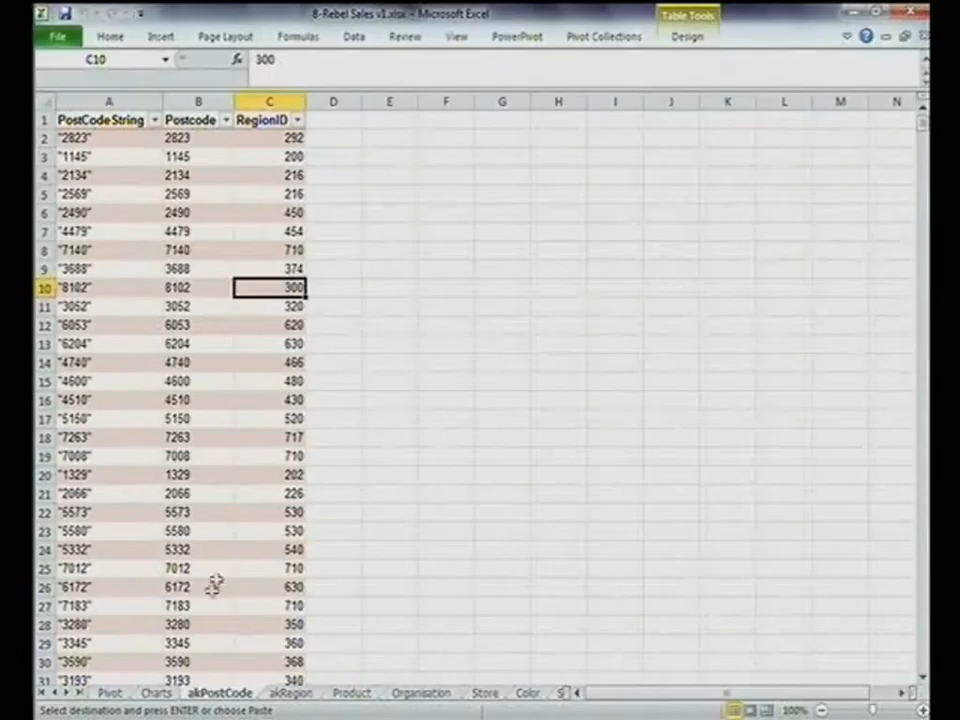 8-Rebel Sales v1.xlsx - Microsoft Excel
Table Tools
File Home Insert Page Layout Formulas Data Review View PowerPivot Pivot Collections Design
C10 fx 300
A B C D E F G H I J K L M N
1 PostCodeString Postcode RegionID
2 "2823" 2823 292
3 "1145" 1145 200
4 "2134" 2134 216
5 "2569" 2569 216
6 "2490" 2490 450
7 "4479" 4479 454
8 "7140" 7140 710
9 "3688" 3688 374
10 "8102" 8102 300
11 "3052" 3052 320
12 "6053" 6053 620
13 "6204" 6204 630
14 "4740" 4740 466
15 "4600" 4600 480
16 "4510" 4510 430
17 "5150" 5150 520
18 "7263" 7263 717
19 "7008" 7008 710
20 "1329" 1329 202
21 "2066" 2066 226
22 "5573" 5573 530
23 "5580" 5580 530
24 "5332" 5332 540
25 "7012" 7012 710
26 "6172" 6172 630
27 "7183" 7183 710
28 "3280" 3280 350
29 "3345" 3345 360
30 "3590" 3590 368
31 "3193" 3193 340
Pivot Charts akPostCode akRegion Product Organisation Store Color S
Select destination and press ENTER or choose Paste 100%